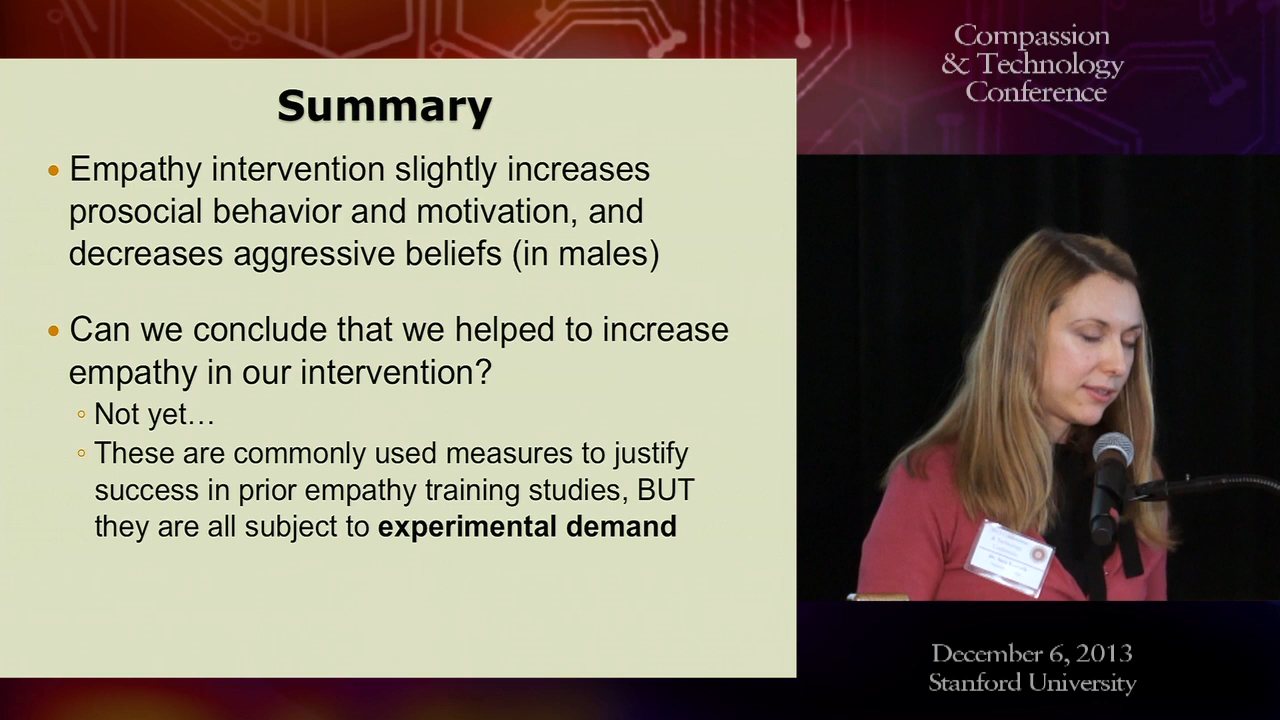 Summary
Empathy intervention slightly increases
prosocial behavior and motivation, and
decreases aggressive beliefs (in males)
Can we conclude that we helped to increase
empathy in our intervention?
Not yet…
These are commonly used measures to justify
success in prior empathy training studies, BUT
they are all subject to experimental demand
Compassion
& Technology
Conference
December 6, 2013
Stanford University